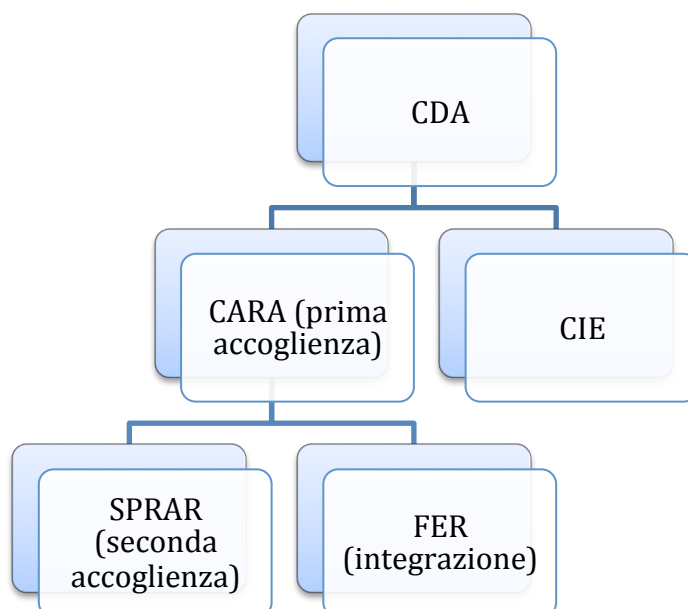 CDA
CARA (prima
accoglienza)
CIE
SPRAR
(seconda
accoglienza)
FER
(integrazione)